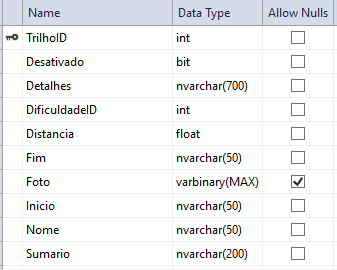 Name Data Type Allow Nulls
TrilhoID int
Desativado bit
Detalhes nvarchar(700)
DificuldadeID int
Distancia float
Fim nvarchar(50)
Foto varbinary(MAX)
Inicio nvarchar(50)
Nome nvarchar(50)
Sumario nvarchar(200)